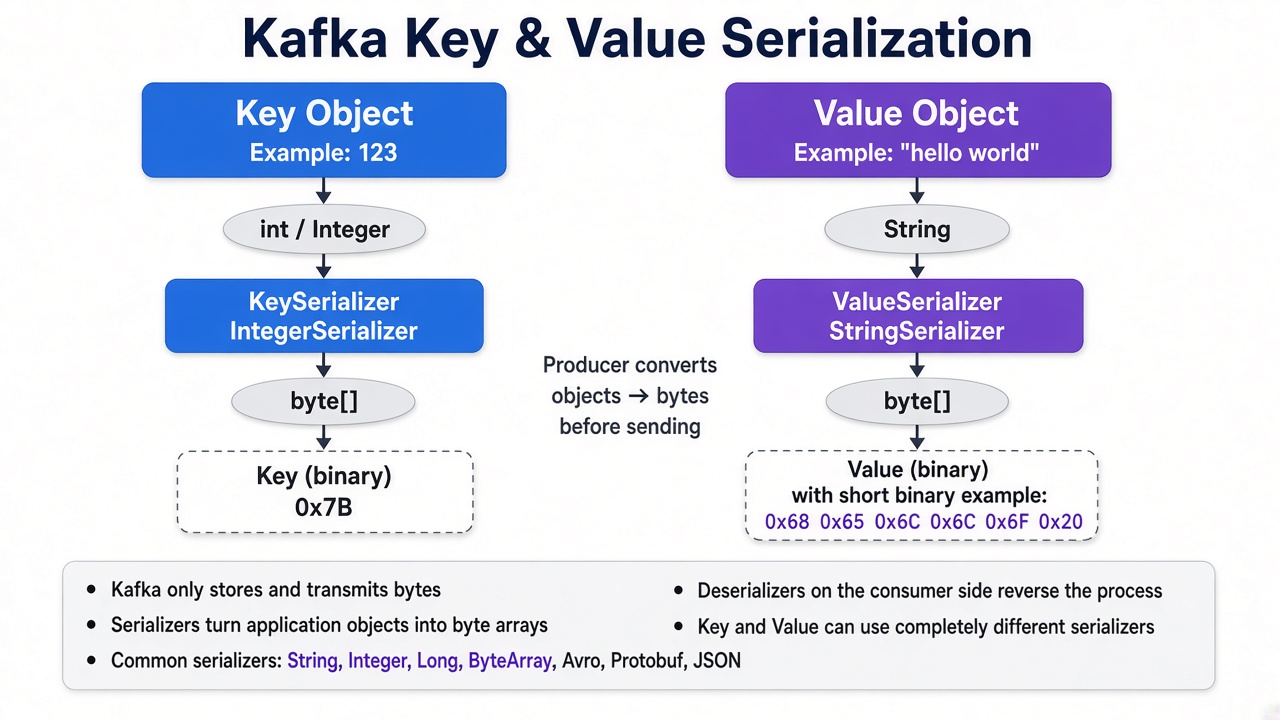 Kafka Key & Value Serialization
Key Object
Example: 123
int / Integer
KeySerializer
IntegerSerializer
byte[]
Key (binary)
0x7B
Producer converts
objects → bytes
before sending
Value Object
Example: "hello world"
String
ValueSerializer
StringSerializer
byte[]
Value (binary)
with short binary example:
0x68 0x65 0x6C 0x6C 0x6F 0x20
• Kafka only stores and transmits bytes
• Serializers turn application objects into byte arrays
• Common serializers: String, Integer, Long, ByteArray, Avro, Protobuf, JSON
• Deserializers on the consumer side reverse the process
• Key and Value can use completely different serializers